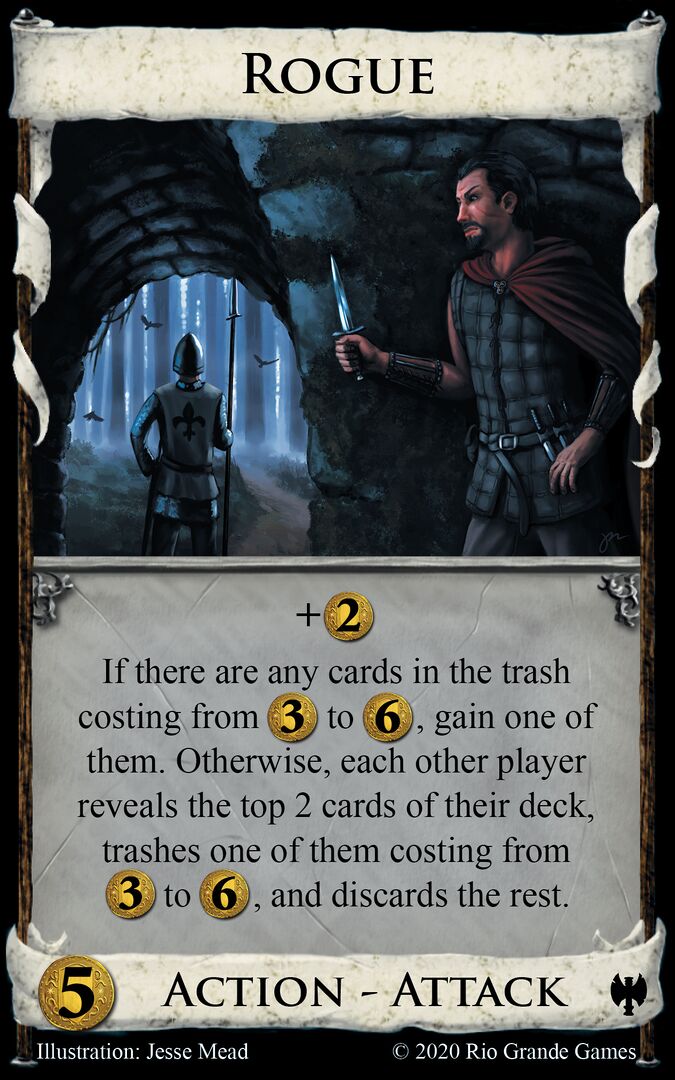 Rogue
+2
If there are any cards in the trash
costing from 3 to 6, gain one of
them. Otherwise, each other player
reveals the top 2 cards of their deck,
trashes one of them costing from
3 to 6, and discards the rest.
5 Action - Attack
Illustration: Jesse Mead © 2020 Rio Grande Games